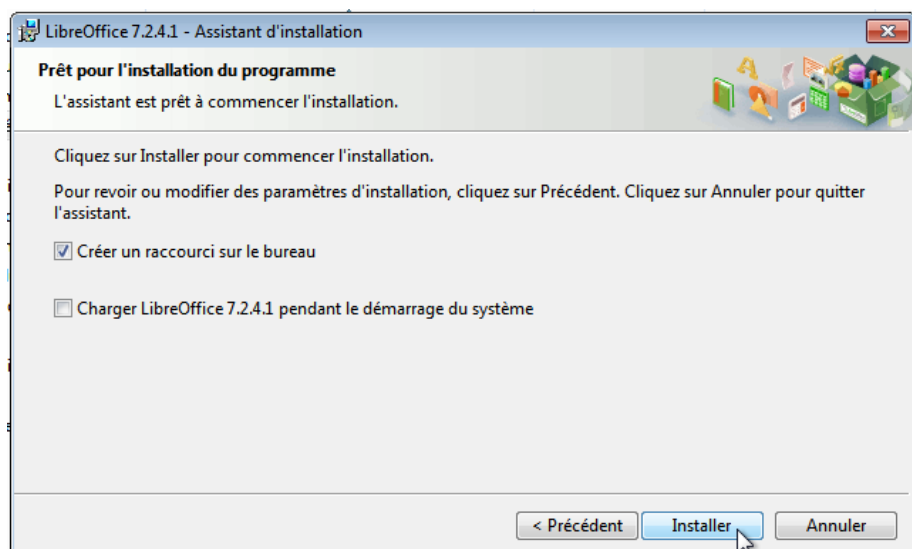 LibreOffice 7.2.4.1 - Assistant d'installation
Prêt pour l'installation du programme
L'assistant est prêt à commencer l'installation.
Cliquez sur Installer pour commencer l'installation.
Pour revoir ou modifier des paramètres d'installation, cliquez sur Précédent. Cliquez sur Annuler pour quitter
l'assistant.
Créer un raccourci sur le bureau
Charger LibreOffice 7.2.4.1 pendant le démarrage du système
< Précédent Installer Annuler